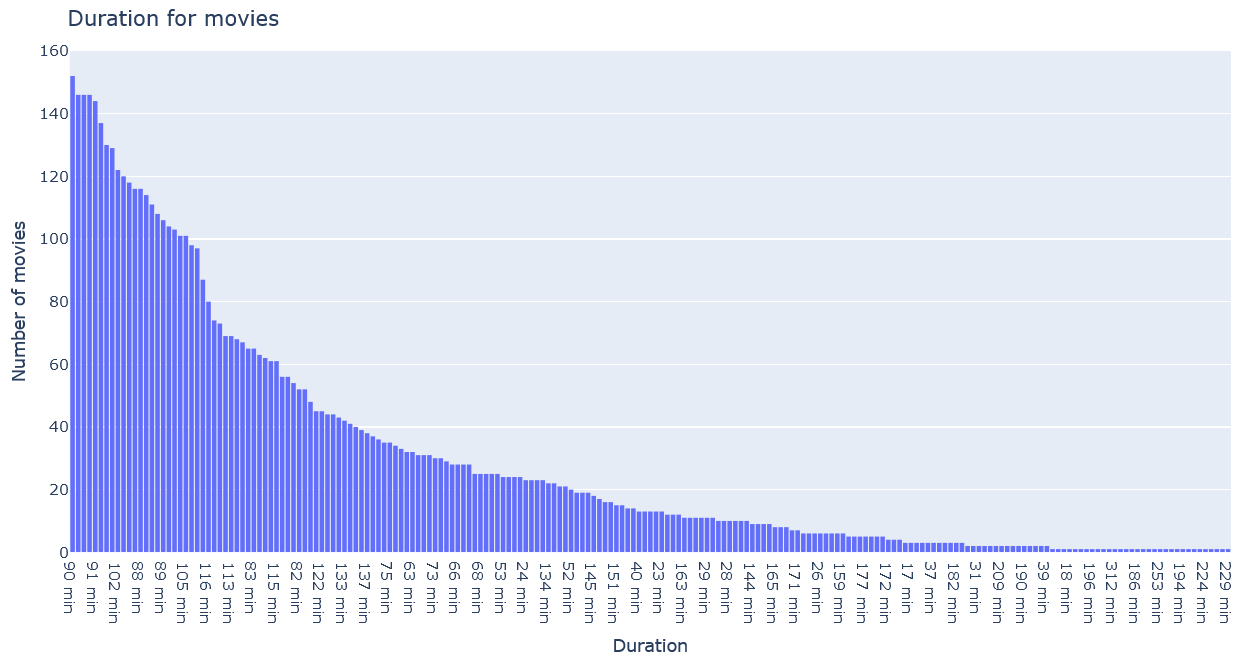 Duration for movies
160
140
120
100
80
60
40
20
0
Number of movies
90 min
91 min
102 min
88 min
89 min
105 min
116 min
113 min
83 min
115 min
82 min
122 min
133 min
137 min
75 min
63 min
73 min
66 min
68 min
53 min
24 min
134 min
52 min
145 min
151 min
40 min
23 min
163 min
29 min
28 min
144 min
165 min
171 min
26 min
159 min
177 min
172 min
17 min
37 min
182 min
31 min
209 min
190 min
39 min
18 min
196 min
312 min
186 min
253 min
194 min
224 min
229 min
Duration